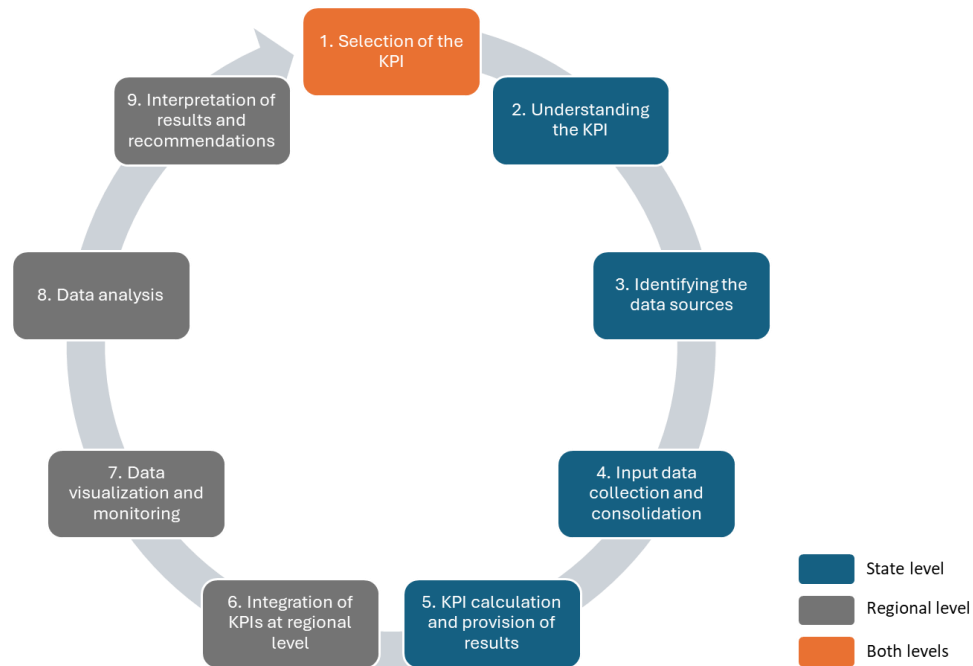 1. Selection of the
KPI
2. Understanding
the KPI
3. Identifying the
data sources
4. Input data
collection and
consolidation
5. KPI calculation
and provision of
results
6. Integration of
KPIs at regional
level
7. Data
visualization and
monitoring
8. Data analysis
9. Interpretation of
results and
recommendations
State level
Regional level
Both levels